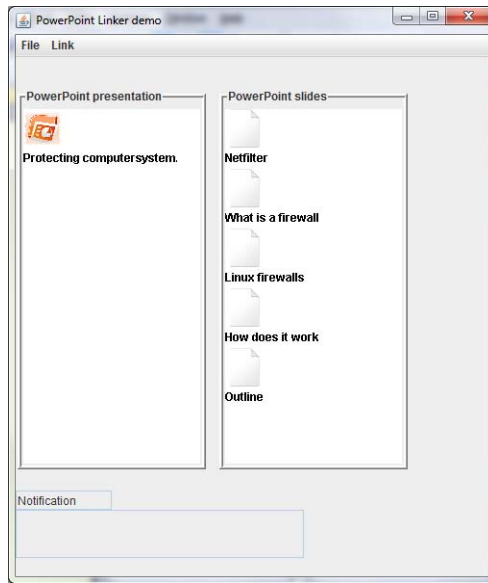 PowerPoint Linker demo
File Link
PowerPoint presentation
Protecting computersystem.
PowerPoint slides
Netfilter
What is a firewall
Linux firewalls
How does it work
Outline
Notification